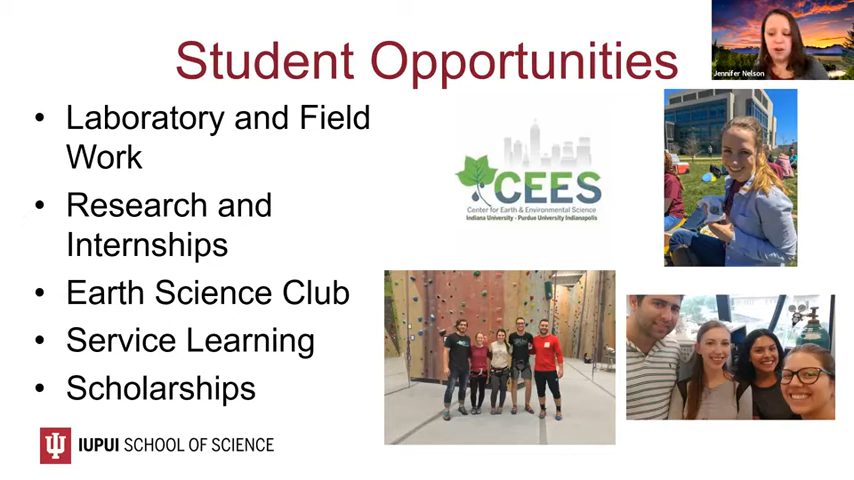 Student Opportunities
Jennifer Nelson
• Laboratory and Field
Work
• Research and
Internships
• Earth Science Club
• Service Learning
• Scholarships
CEES
Center for Earth & Environmental Science
Indiana University - Purdue University Indianapolis
IUPUI SCHOOL OF SCIENCE